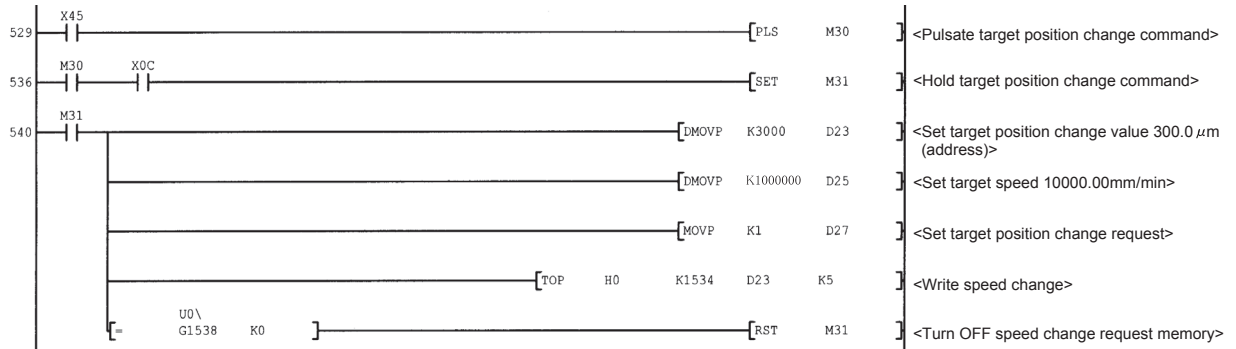 X45
529 [PLS M30 ] <Pulsate target position change command>
M30 X0C
536 [SET M31 ] <Hold target position change command>
M31
540 [DMOVP K3000 D23 ] <Set target position change value 300.0 μm
(address)>
[DMOVP K1000000 D25 ] <Set target speed 10000.00mm/min>
[MOVP K1 D27 ] <Set target position change request>
[TOP H0 K1534 D23 K5 ] <Write speed change>
U0\
[= G1538 K0 ] [RST M31 ] <Turn OFF speed change request memory>